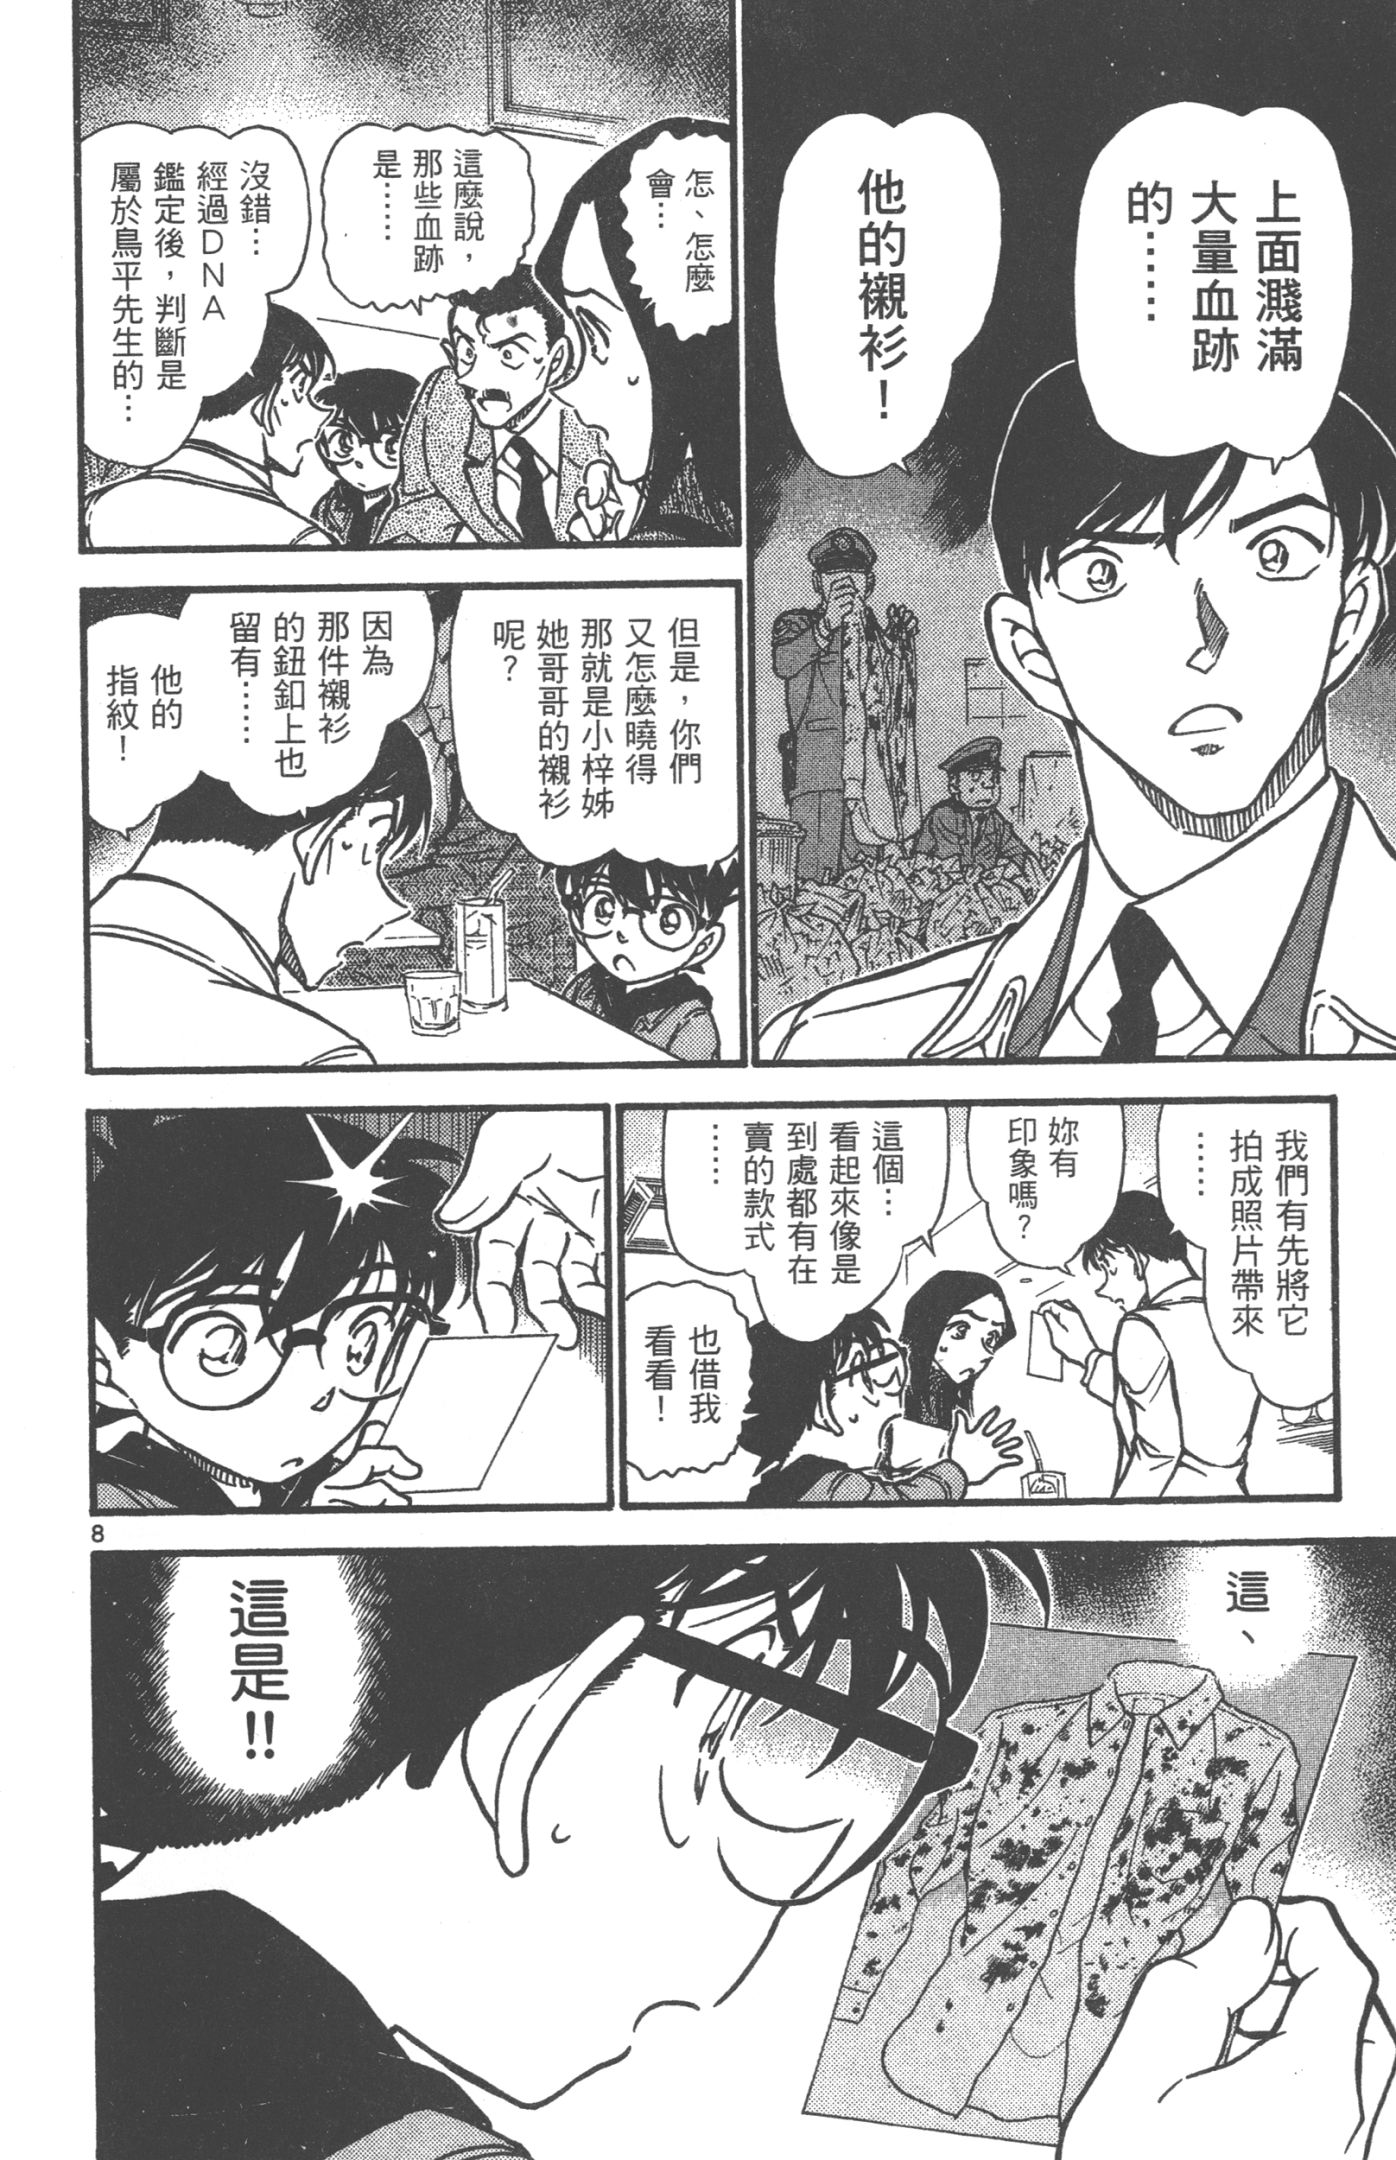 上面濺滿
大量血跡
的……
他的襯衫！
怎、怎麼
會…
這麼說，
那些血跡
是……
沒錯…
經過ＤＮＡ
鑑定後，判斷是
屬於鳥平先生的…
但是，你們
又怎麼曉得
那就是小梓姊
她哥哥的襯衫
呢？
因為
那件襯衫
的鈕釦上也
留有……
他的
指紋！
我們有先將它
拍成照片帶來
……
妳有
印象嗎？
這個…
看起來像是
到處都有在
賣的款式
……
也借我
看看！
8
這、
這是!!